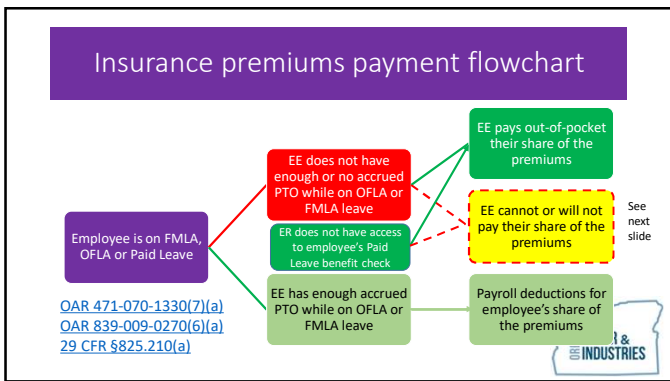 Insurance premiums payment flowchart
EE does not have
enough or no accrued
PTO while on OFLA or
FMLA leave
EE pays out-of-pocket
their share of the
premiums
Employee is on FMLA,
OFLA or Paid Leave
ER does not have access
to employee's Paid
Leave benefit check
EE cannot or will not
pay their share of the
premiums
See
next
slide
EE has enough accrued
PTO while on OFLA or
FMLA leave
Payroll deductions for
employee's share of
the premiums
OAR 471-070-1330(7)(a)
OAR 839-009-0270(6)(a)
29 CFR §825.210(a)
R &
INDUSTRIES